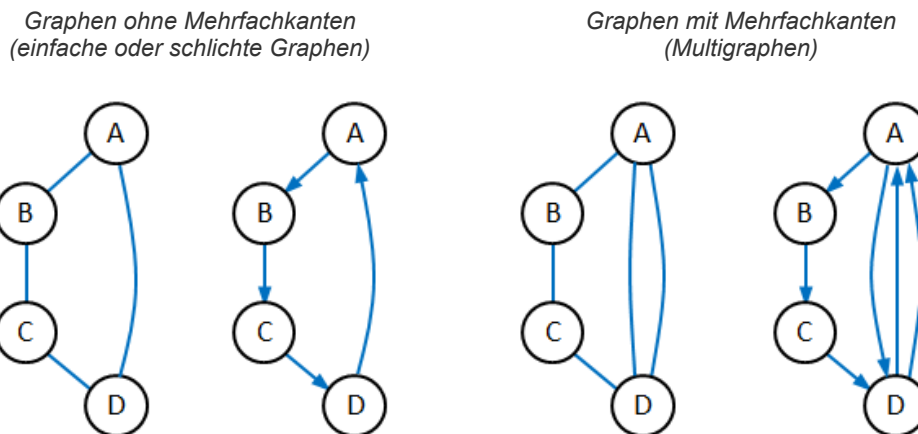 Graphen ohne Mehrfachkanten
(einfache oder schlichte Graphen)
Graphen mit Mehrfachkanten
(Multigraphen)
A
B
C
D
A
B
C
D
A
B
C
D
A
B
C
D